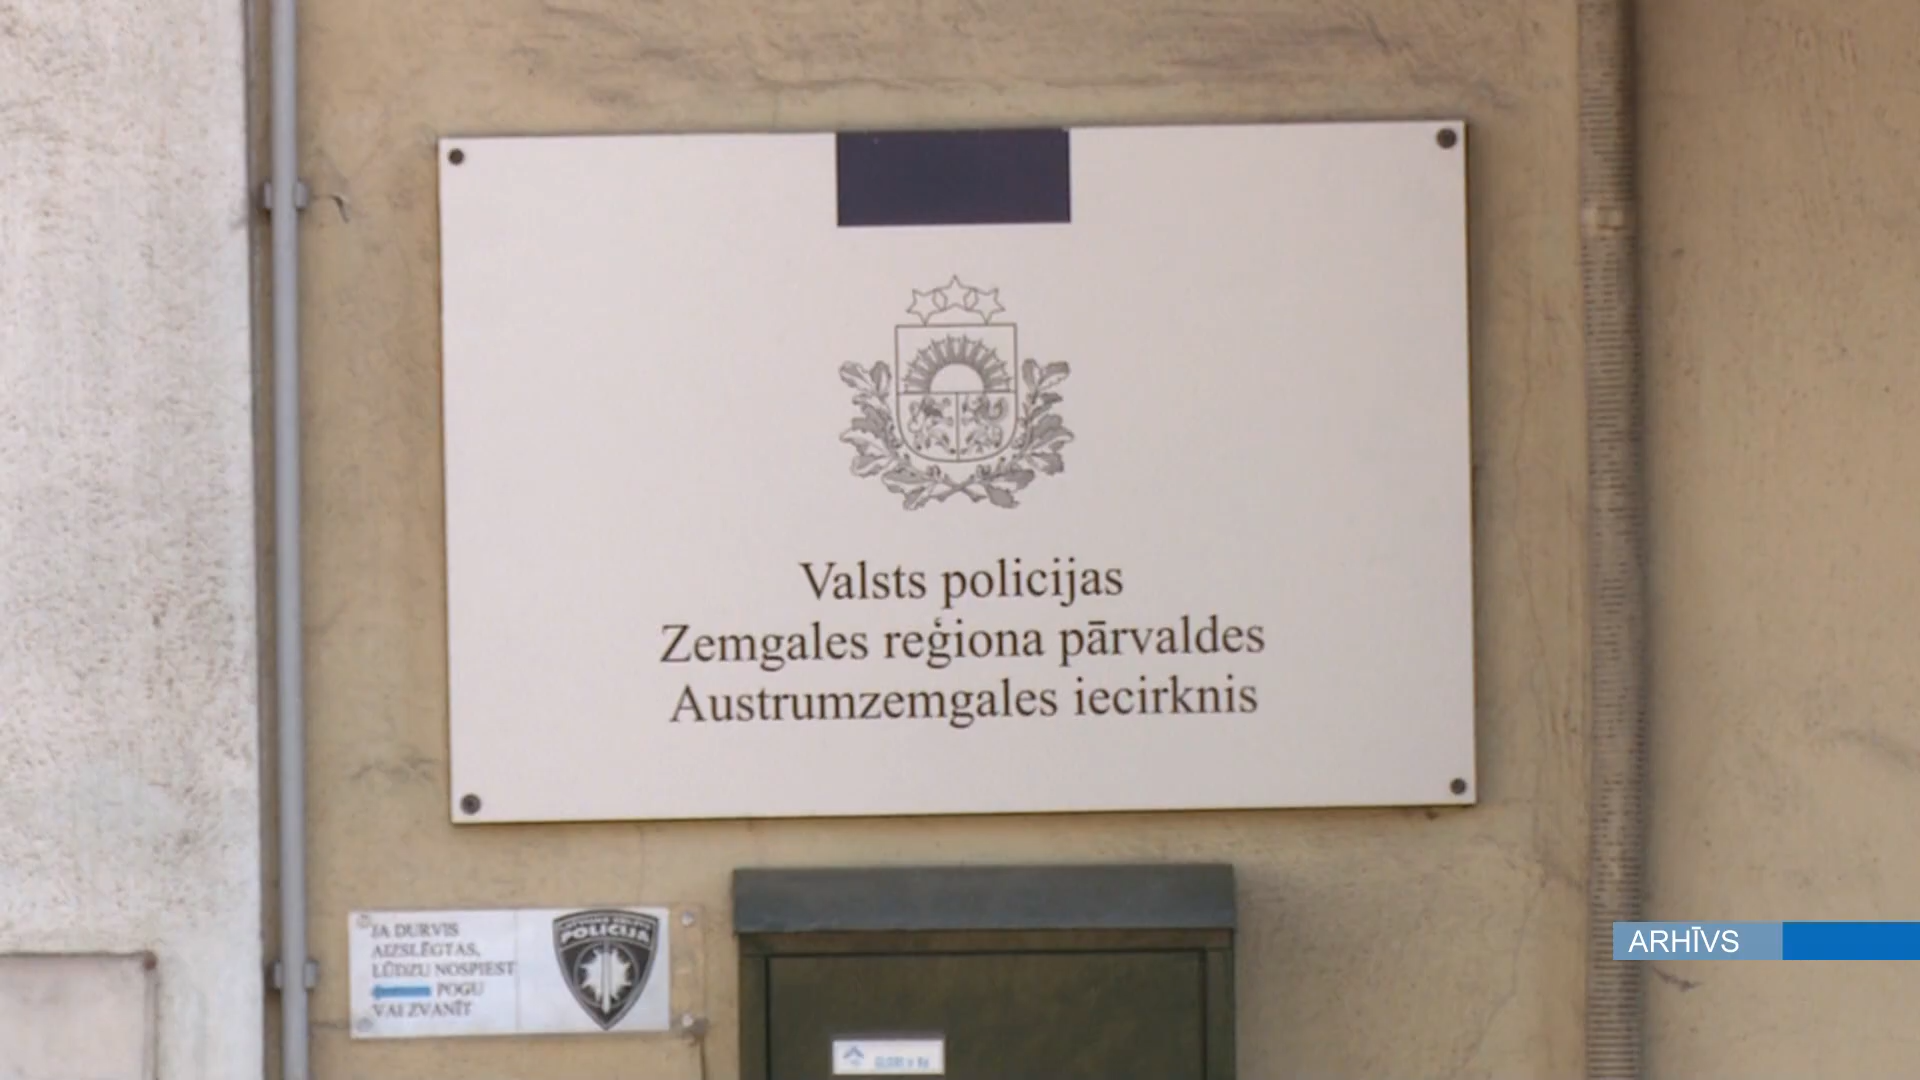 Valsts policijas
Zemgales reģiona pārvaldes
Austrumzemgales iecirknis
JA DURVIS
AIZSLĒGTAS,
LŪDZU NOSPIEST
POGU
VAI ZVANĪT
POLICIJA
ARHĪVS